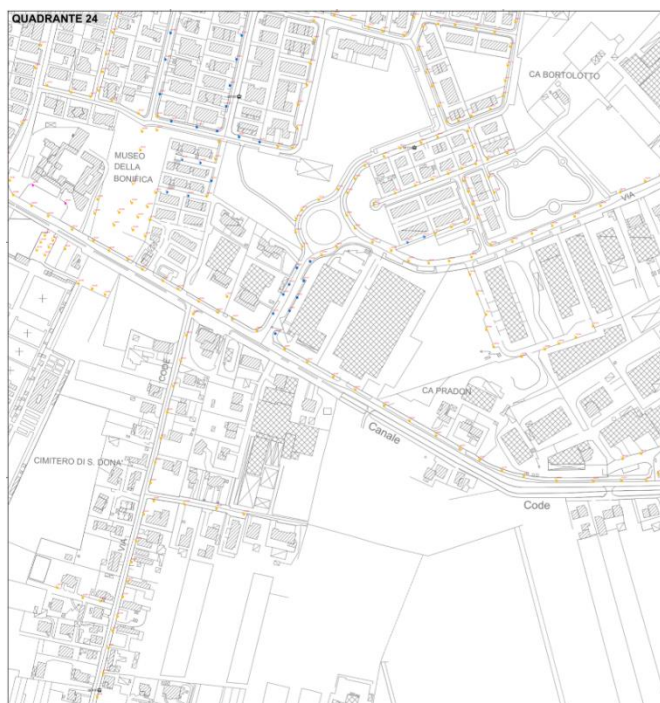 QUADRANTE 24
CA BORTOLOTTO
MUSEO
DELLA
BONIFICA
VIA
CODE
CA PRADON
Canale
CIMITERO DI S. DONA'
Code
VIA